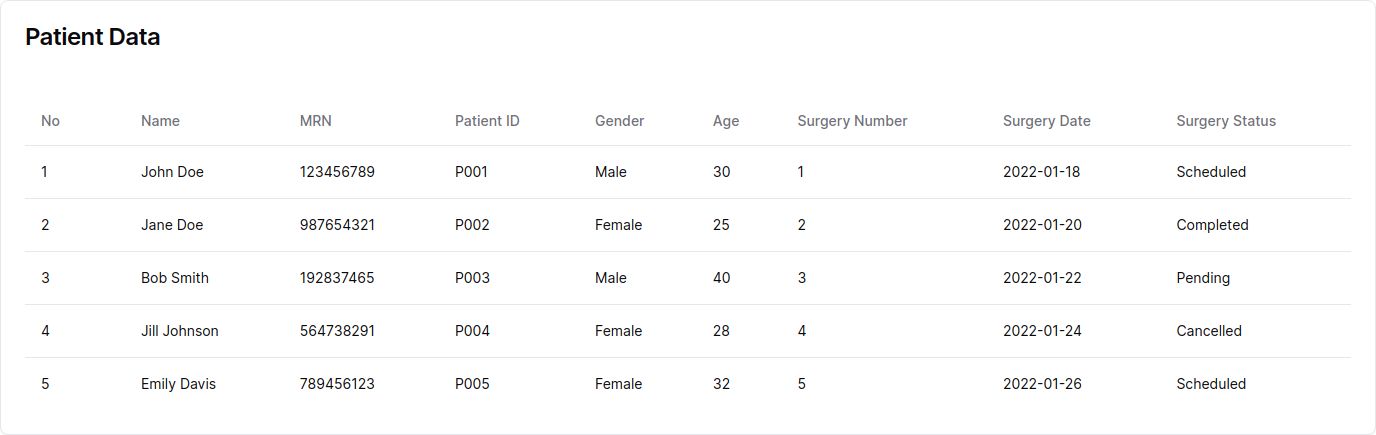 Patient Data
No Name MRN Patient ID Gender Age Surgery Number Surgery Date Surgery Status
1 John Doe 123456789 P001 Male 30 1 2022-01-18 Scheduled
2 Jane Doe 987654321 P002 Female 25 2 2022-01-20 Completed
3 Bob Smith 192837465 P003 Male 40 3 2022-01-22 Pending
4 Jill Johnson 564738291 P004 Female 28 4 2022-01-24 Cancelled
5 Emily Davis 789456123 P005 Female 32 5 2022-01-26 Scheduled